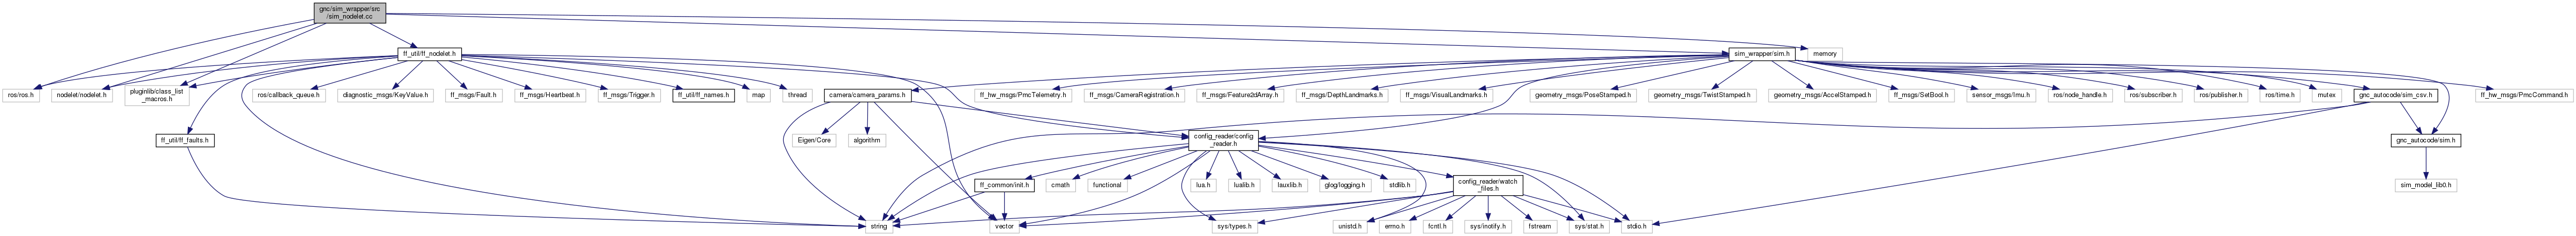 gnc/sim_wrapper/src
/sim_nodelet.cc
ff_util/ff_nodelet.h
sim_wrapper/sim.h
memory
ros/ros.h
nodelet/nodelet.h
pluginlib/class_list
_macros.h
ros/callback_queue.h
diagnostic_msgs/KeyValue.h
ff_msgs/Fault.h
ff_msgs/Heartbeat.h
ff_msgs/Trigger.h
ff_util/ff_names.h
map
thread
camera/camera_params.h
ff_hw_msgs/PmcTelemetry.h
ff_msgs/CameraRegistration.h
ff_msgs/Feature2dArray.h
ff_msgs/DepthLandmarks.h
ff_msgs/VisualLandmarks.h
geometry_msgs/PoseStamped.h
geometry_msgs/TwistStamped.h
geometry_msgs/AccelStamped.h
ff_msgs/SetBool.h
sensor_msgs/Imu.h
ros/node_handle.h
ros/subscriber.h
ros/publisher.h
ros/time.h
mutex
gnc_autocode/sim_csv.h
ff_hw_msgs/PmcCommand.h
ff_util/ff_faults.h
Eigen/Core
algorithm
config_reader/config
_reader.h
gnc_autocode/sim.h
ff_common/init.h
cmath
functional
lua.h
lualib.h
lauxlib.h
glog/logging.h
stdlib.h
config_reader/watch
_files.h
sim_model_lib0.h
string
vector
sys/types.h
unistd.h
errno.h
fcntl.h
sys/inotify.h
fstream
sys/stat.h
stdio.h